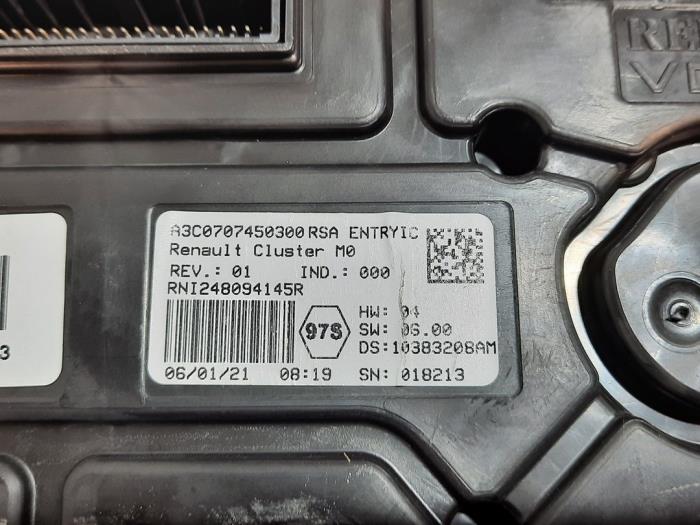 A3C0707450300 RSA ENTRYIC
Renault Cluster M0
REV.: 01 IND.: 000
RNI248094145R
97S
HW: 04
SW: 06.00
DS:10383208AM
06/01/21 08:19 SN: 018213
3